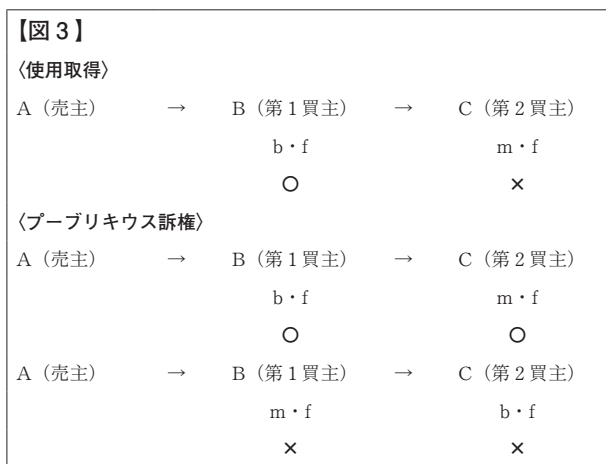 【図3】
〈使用取得〉
A（売主） → B（第1買主） → C（第2買主）
b・f m・f
○ ×
〈プーブリキウス訴権〉
A（売主） → B（第1買主） → C（第2買主）
b・f m・f
○ ○
A（売主） → B（第1買主） → C（第2買主）
m・f b・f
× ×